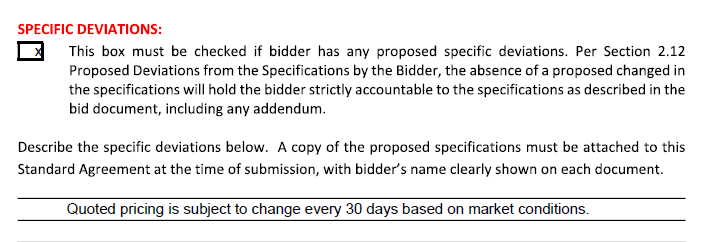 SPECIFIC DEVIATIONS:
x This box must be checked if bidder has any proposed specific deviations. Per Section 2.12
Proposed Deviations from the Specifications by the Bidder, the absence of a proposed changed in
the specifications will hold the bidder strictly accountable to the specifications as described in the
bid document, including any addendum.
Describe the specific deviations below. A copy of the proposed specifications must be attached to this
Standard Agreement at the time of submission, with bidder's name clearly shown on each document.
Quoted pricing is subject to change every 30 days based on market conditions.